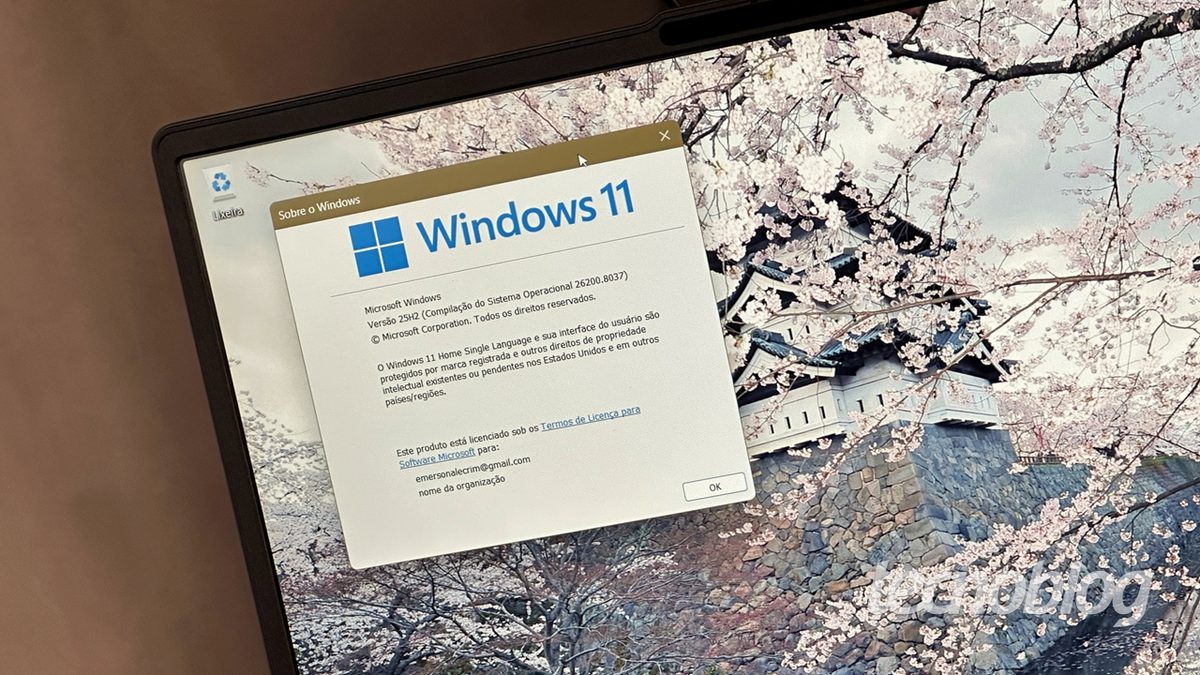 Lixeira
Sobre o Windows
Windows 11
Microsoft Windows
Versão 25H2 (Compilação do Sistema Operacional 26200.8037)
© Microsoft Corporation. Todos os direitos reservados.
O Windows 11 Home Single Language e sua interface do usuário são
protegidos por marca registrada e outros direitos de propriedade
intelectual existentes ou pendentes nos Estados Unidos e em outros
países/regiões.
Este produto está licenciado sob os Termos de Licença para
Software Microsoft para:
emersonalecrim@gmail.com
nome da organização
OK
tecnoblog